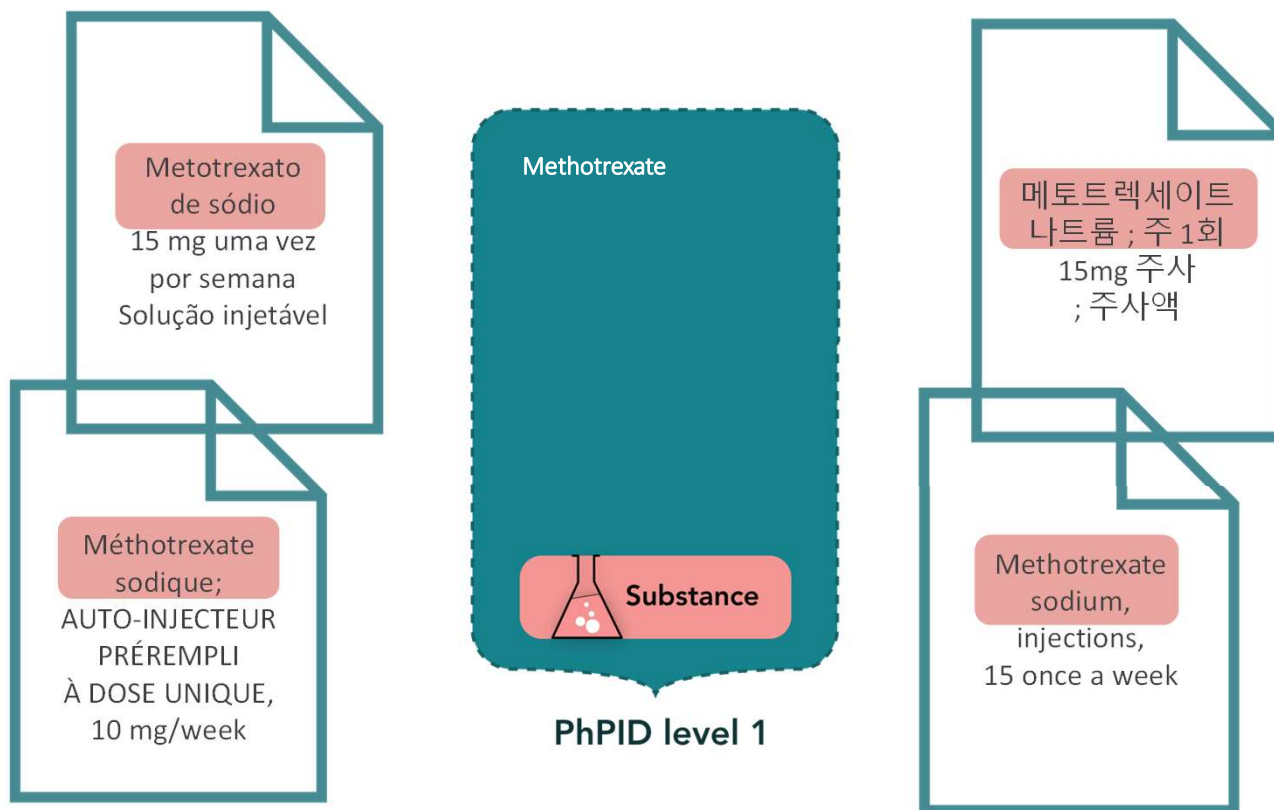 Metotrexato
de sódio
15 mg uma vez
por semana
Solução injetável
Méthotrexate
sodique;
AUTO-INJECTEUR
PRÉREMPLI
À DOSE UNIQUE,
10 mg/week
Methotrexate
Substance
PhPID level 1
메토트렉세이트
나트륨 ; 주 1회
15mg 주사
; 주사액
Methotrexate
sodium,
injections,
15 once a week